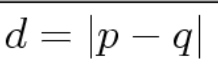 d = |p − q|